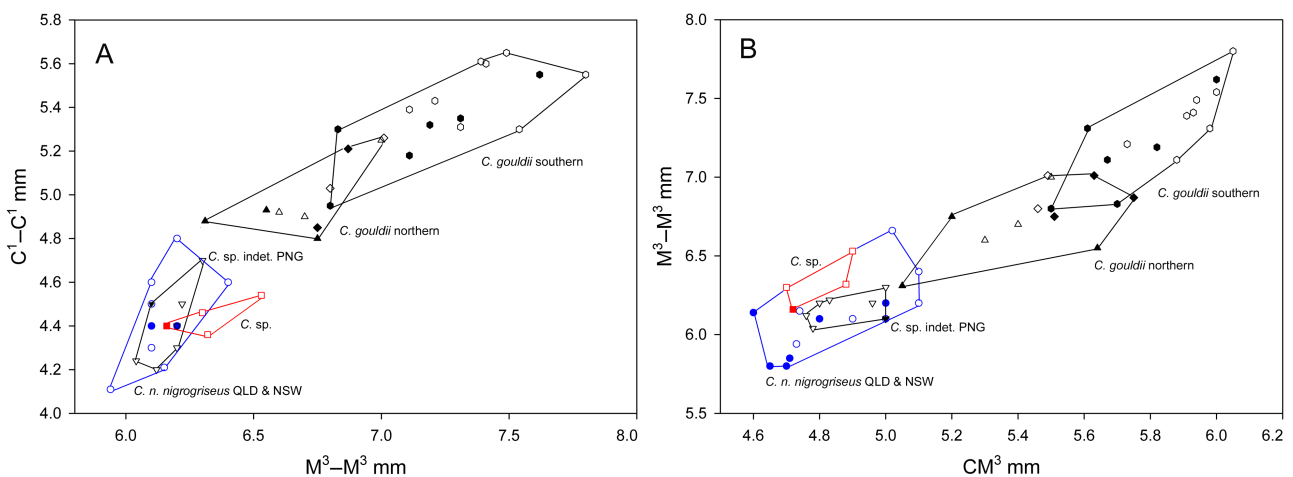 A
5.8
5.6
5.4
5.2
5.0
4.8
4.6
4.4
4.2
4.0
C¹–C¹ mm
C. gouldii southern
C. gouldii northern
C. sp. indet. PNG
C. sp.
C. n. nigrogriseus QLD & NSW
6.0 6.5 7.0 7.5 8.0
M³–M³ mm
B
8.0
7.5
7.0
6.5
6.0
5.5
M³–M³ mm
C. gouldii southern
C. gouldii northern
C. sp.
C. sp. indet. PNG
C. n. nigrogriseus QLD & NSW
4.6 4.8 5.0 5.2 5.4 5.6 5.8 6.0 6.2
CM³ mm